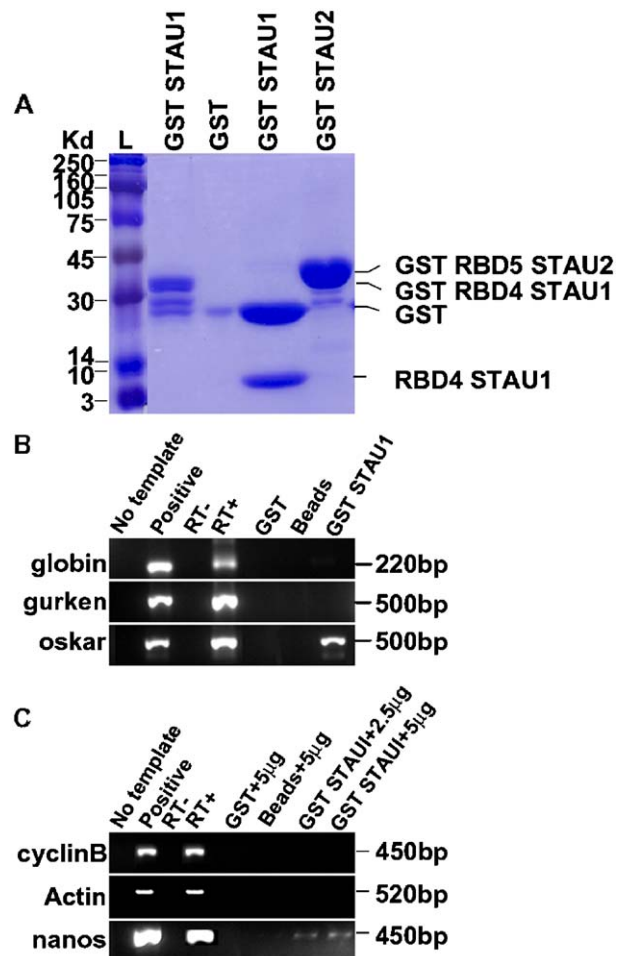 A
Kd
L
GST STAU1
GST
GST STAU1
GST STAU2
250
160
105
75
45
30
14
10
3
GST RBD5 STAU2
GST RBD4 STAU1
GST
RBD4 STAU1
B
No template
Positive
RT-
RT+
GST
Beads
GST STAU1
globin
220bp
gurken
500bp
oskar
500bp
C
No template
Positive
RT-
RT+
GST+5µg
Beads+5µg
GST STAUI+2.5µg
GST STAUI+5µg
cyclinB
450bp
Actin
520bp
nanos
450bp